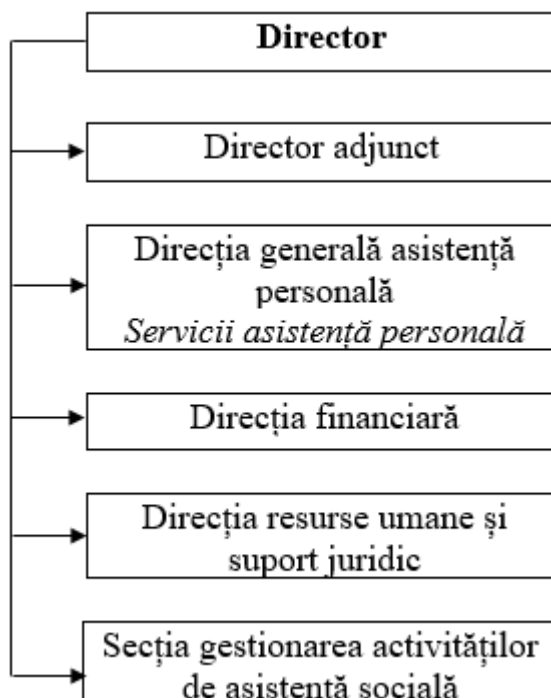 Director
Director adjunct
Direcția generală asistență
personală
Servicii asistență personală
Direcția financiară
Direcția resurse umane și
suport juridic
Secția gestionarea activităților
de asistență socială